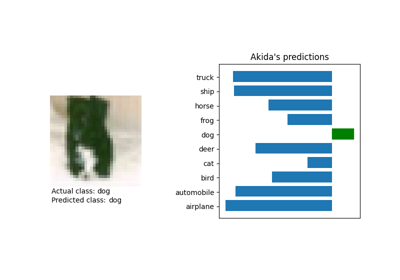 Akida's predictions
truck
ship
horse
frog
dog
deer
cat
bird
automobile
airplane
Actual class: dog
Predicted class: dog